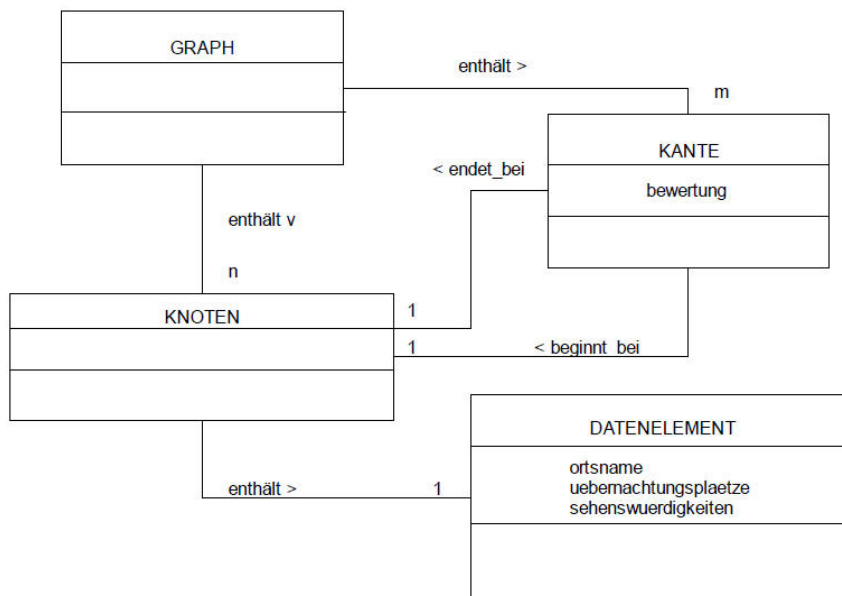 GRAPH
enthält >
m
KANTE
< endet_bei
bewertung
enthält v
n
KNOTEN
1
1
< beginnt_bei
DATENELEMENT
ortsname
uebernachtungsplaetze
sehenswuerdigkeiten
enthält >
1